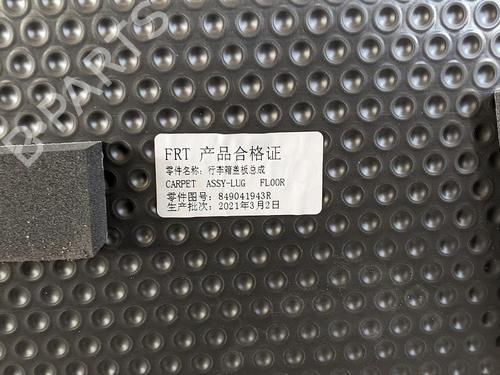 B-PARTS
FRT 产品合格证
零件名称: 行李箱盖板总成
CARPET ASSY-LUG FLOOR
零件图号: 849041943R
生产批次: 2021年3月2日